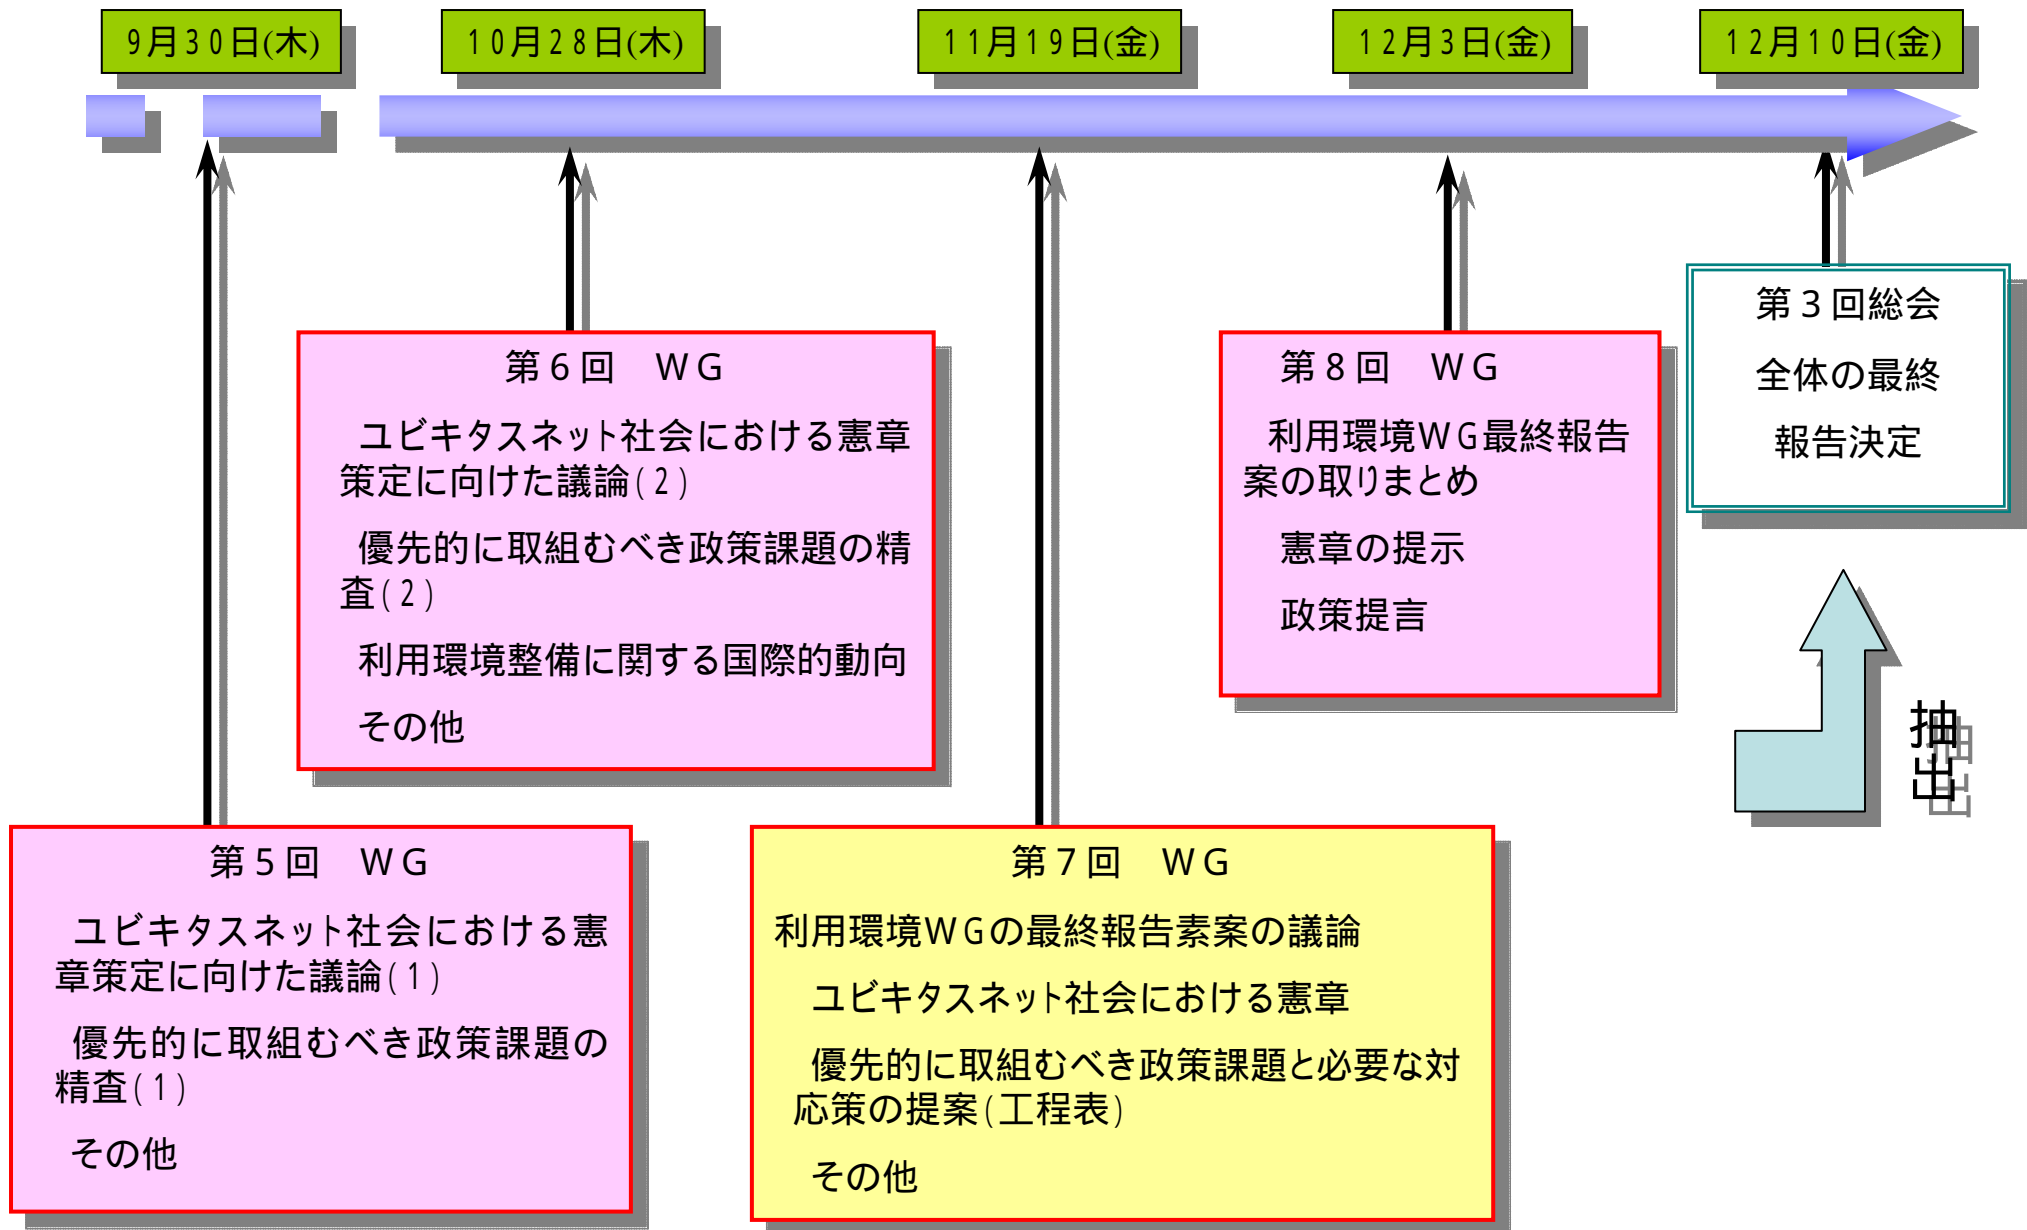 9月30日(木)
10月28日(木)
11月19日(金)
12月3日(金)
12月10日(金)
第3回総会
全体の最終
報告決定
第6回　WG
ユビキタスネット社会における憲章
策定に向けた議論(2)
優先的に取組むべき政策課題の精
査(2)
利用環境整備に関する国際的動向
その他
第8回　WG
利用環境WG最終報告
案の取りまとめ
憲章の提示
政策提言
抽出
第5回　WG
ユビキタスネット社会における憲
章策定に向けた議論(1)
優先的に取組むべき政策課題の
精査(1)
その他
第7回　WG
利用環境WGの最終報告素案の議論
ユビキタスネット社会における憲章
優先的に取組むべき政策課題と必要な対
応策の提案(工程表)
その他